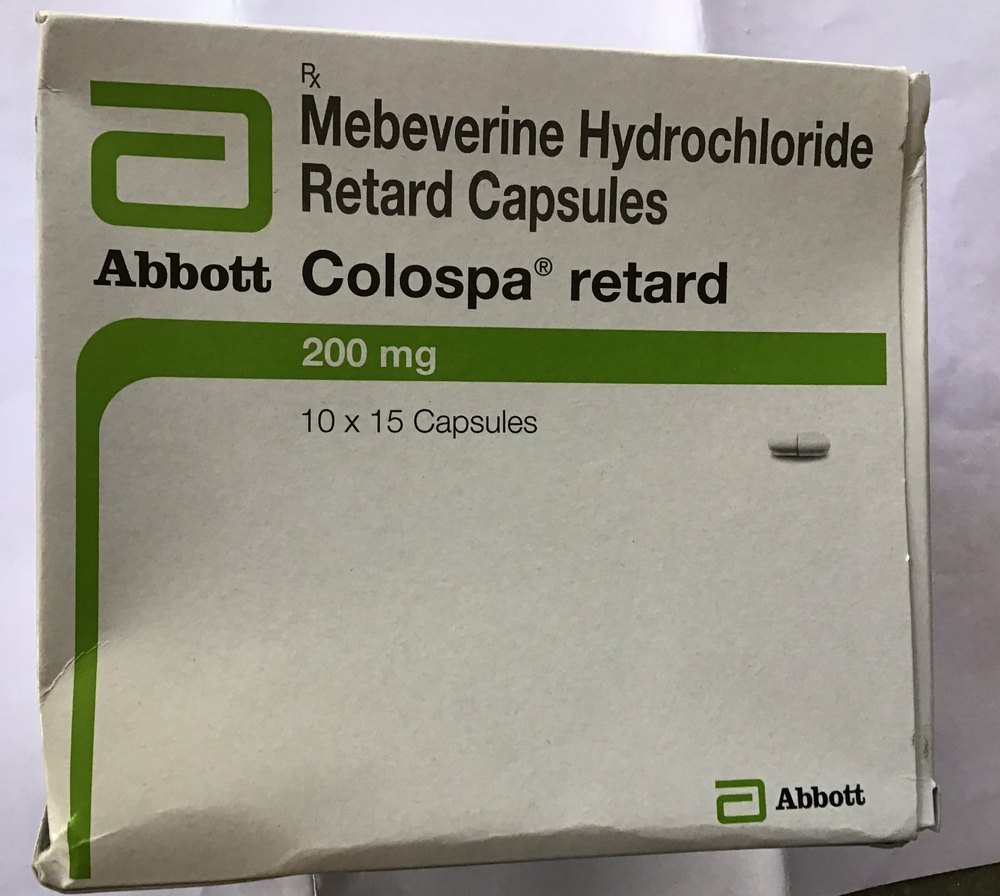 Rx
Mebeverine Hydrochloride
Retard Capsules
Abbott
Colospa® retard
200 mg
10 x 15 Capsules
Abbott